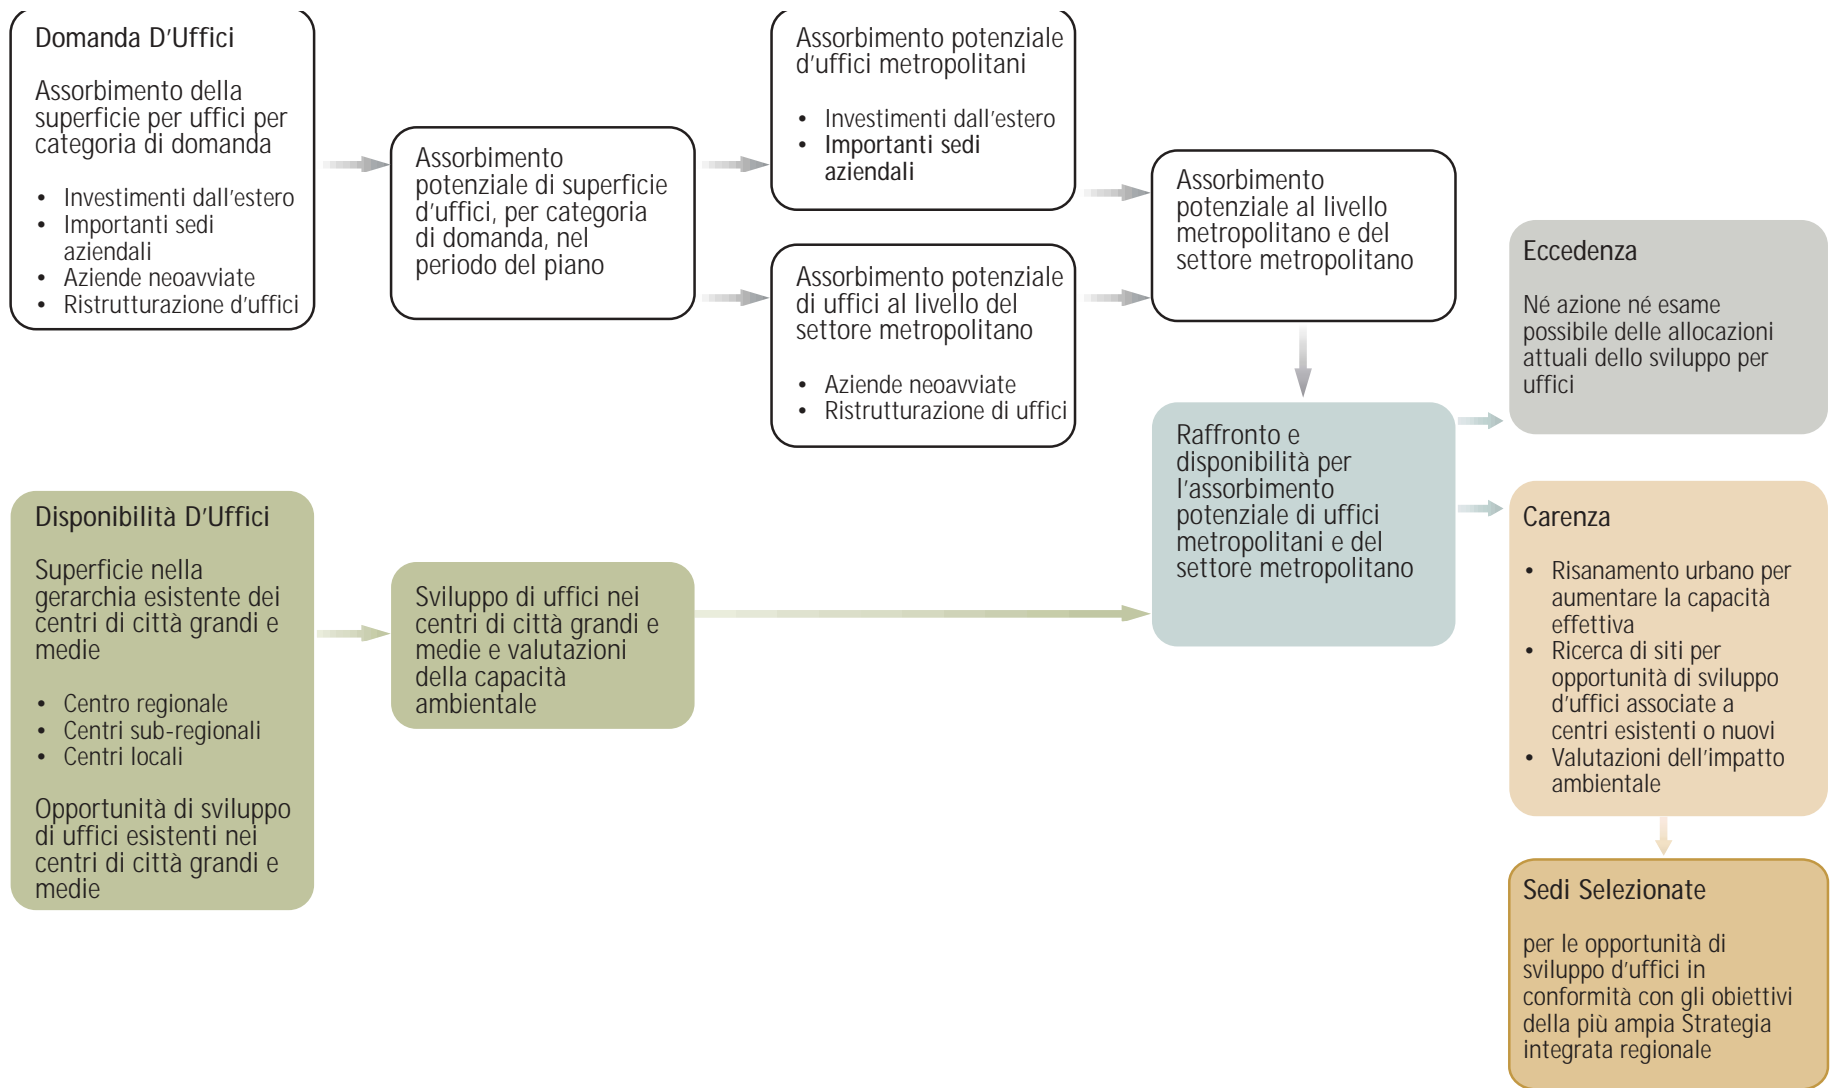 Domanda D'Uffici
Assorbimento della
superficie per uffici per
categoria di domanda
• Investimenti dall'estero
• Importanti sedi
aziendali
• Aziende neoavviate
• Ristrutturazione d'uffici
Assorbimento
potenziale di superficie
d'uffici, per categoria
di domanda, nel
periodo del piano
Assorbimento potenziale
d'uffici metropolitani
• Investimenti dall'estero
• Importanti sedi
aziendali
Assorbimento potenziale
di uffici al livello del
settore metropolitano
• Aziende neoavviate
• Ristrutturazione di uffici
Assorbimento
potenziale al livello
metropolitano e del
settore metropolitano
Eccedenza
Né azione né esame
possibile delle allocazioni
attuali dello sviluppo per
uffici
Disponibilità D'Uffici
Superficie nella
gerarchia esistente dei
centri di città grandi e
medie
• Centro regionale
• Centri sub-regionali
• Centri locali
Opportunità di sviluppo
di uffici esistenti nei
centri di città grandi e
medie
Sviluppo di uffici nei
centri di città grandi e
medie e valutazioni
della capacità
ambientale
Raffronto e
disponibilità per
l'assorbimento
potenziale di uffici
metropolitani e del
settore metropolitano
Carenza
• Risanamento urbano per
aumentare la capacità
effettiva
• Ricerca di siti per
opportunità di sviluppo
d'uffici associate a
centri esistenti o nuovi
• Valutazioni dell'impatto
ambientale
Sedi Selezionate
per le opportunità di
sviluppo d'uffici in
conformità con gli obiettivi
della più ampia Strategia
integrata regionale